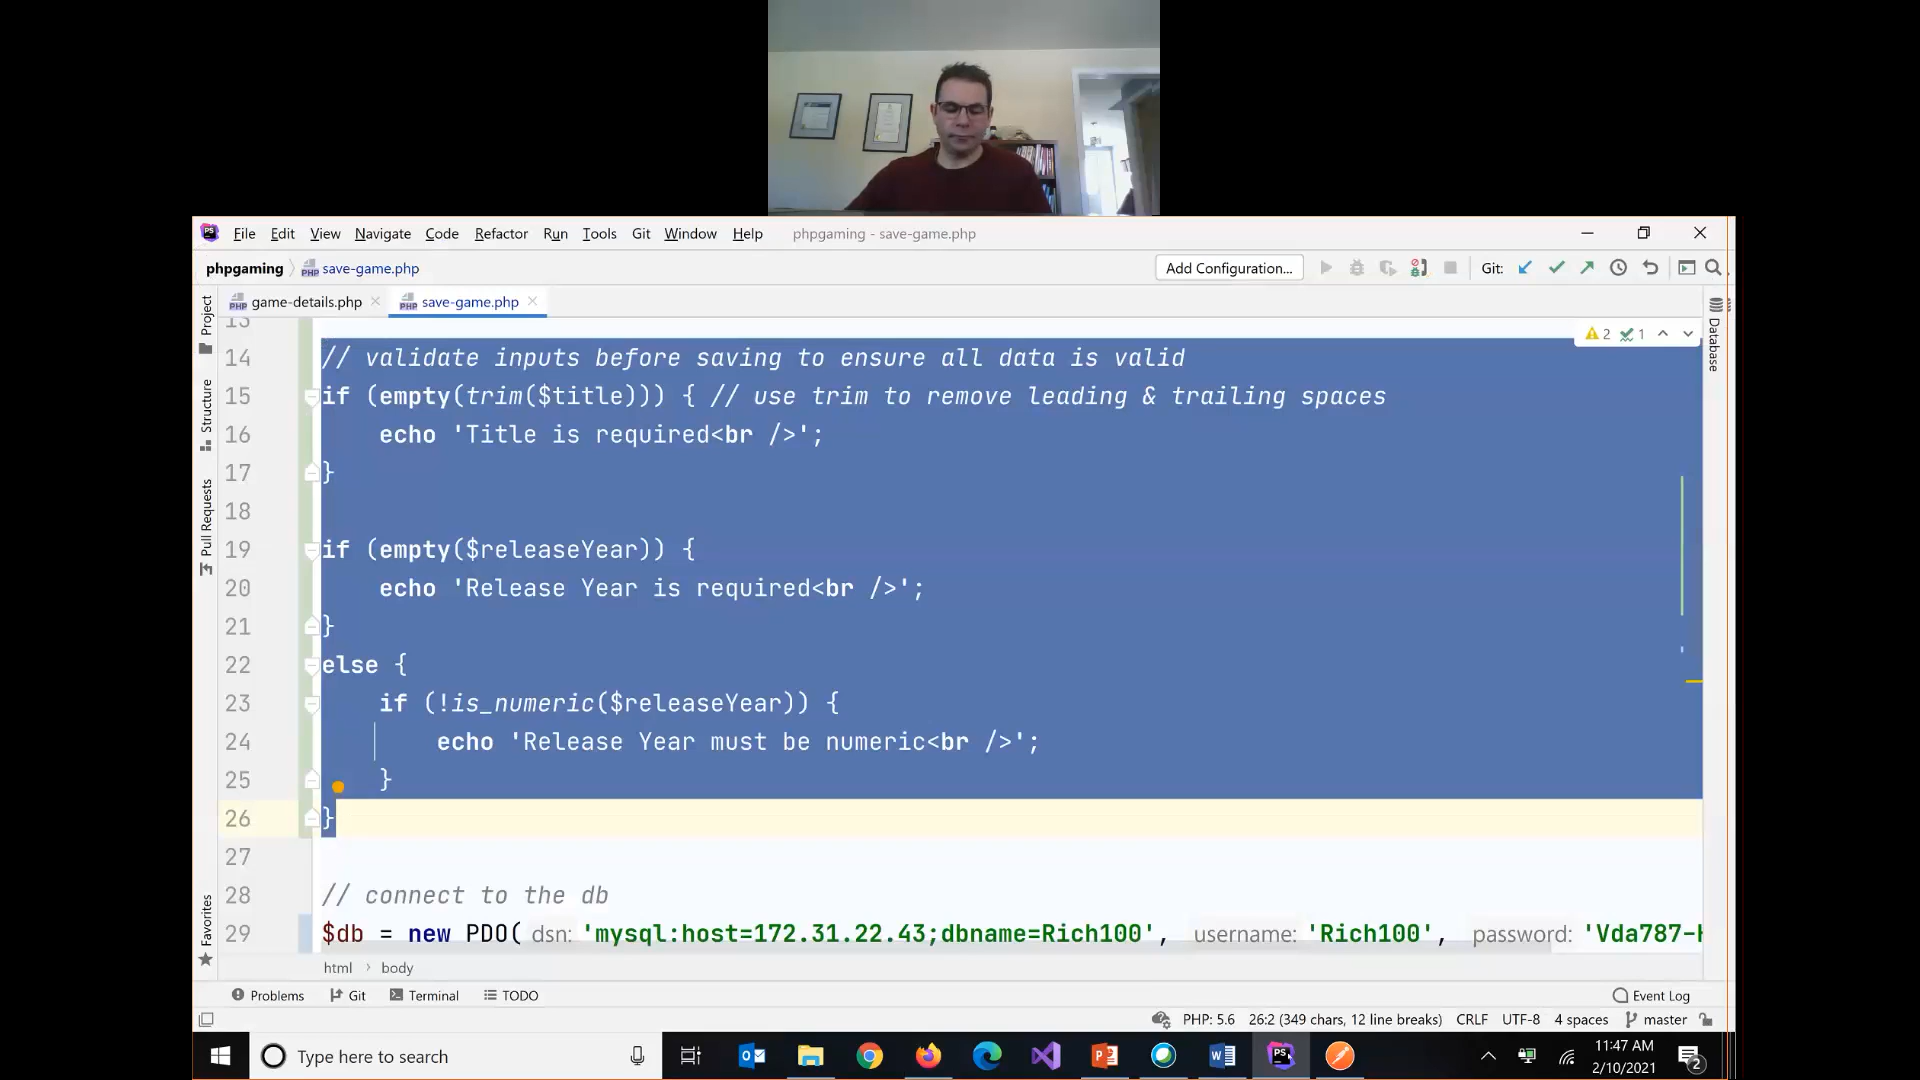 File Edit View Navigate Code Refactor Run Tools Git Window Help phpgaming - save-game.php
phpgaming save-game.php Add Configuration... Git:
game-details.php save-game.php
Project
Structure
Pull Requests
Favorites
Database
2 1
13
14 // validate inputs before saving to ensure all data is valid
15 if (empty(trim($title))) { // use trim to remove leading & trailing spaces
16 echo 'Title is required<br />';
17 }
18
19 if (empty($releaseYear)) {
20 echo 'Release Year is required<br />';
21 }
22 else {
23 if (!is_numeric($releaseYear)) {
24 echo 'Release Year must be numeric<br />';
25 }
26 }
27
28 // connect to the db
29 $db = new PDO( dsn: 'mysql:host=172.31.22.43;dbname=Rich100', username: 'Rich100', password: 'Vda787-
html body
Problems Git Terminal TODO Event Log
PHP: 5.6 26:2 (349 chars, 12 line breaks) CRLF UTF-8 4 spaces master
Type here to search
11:47 AM
2/10/2021
2